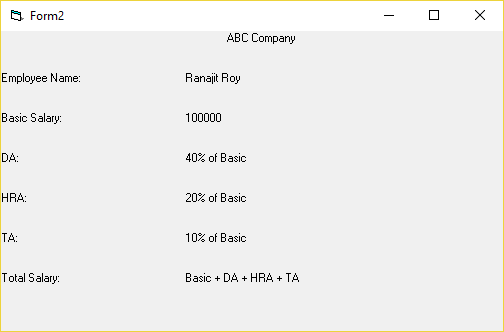 Form2
ABC Company
Employee Name: Ranajit Roy
Basic Salary: 100000
DA: 40% of Basic
HRA: 20% of Basic
TA: 10% of Basic
Total Salary: Basic + DA + HRA + TA